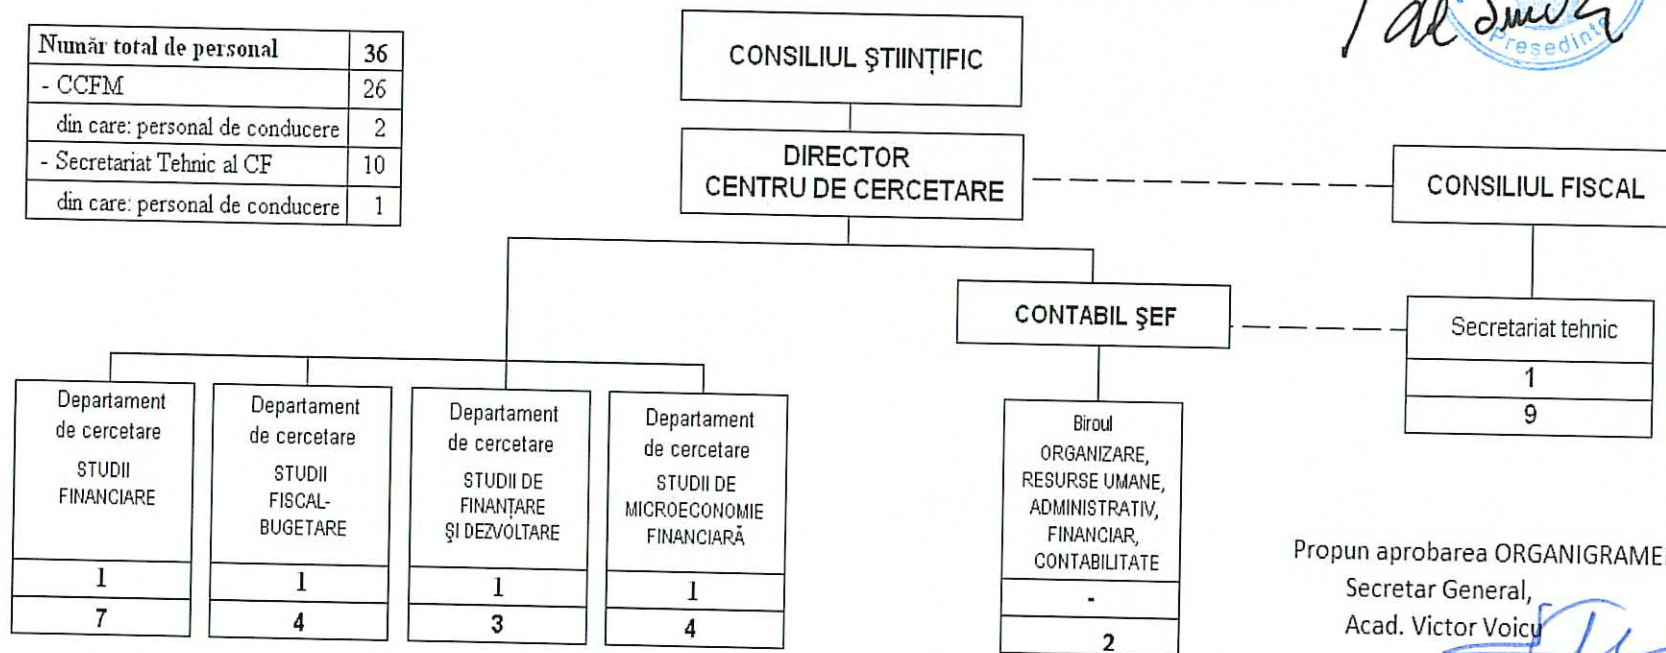 Număr total de personal 36
- CCFM 26
din care: personal de conducere 2
- Secretariat Tehnic al CF 10
din care: personal de conducere 1
CONSILIUL ŞTIINŢIFIC
Președinte
DIRECTOR
CENTRU DE CERCETARE
CONSILIUL FISCAL
CONTABIL ŞEF
Secretariat tehnic
1
9
Departament
de cercetare
STUDII
FINANCIARE
1
7
Departament
de cercetare
STUDII
FISCAL-
BUGETARE
1
4
Departament
de cercetare
STUDII DE
FINANŢARE
ŞI DEZVOLTARE
1
3
Departament
de cercetare
STUDII DE
MICROECONOMIE
FINANCIARĂ
1
4
Biroul
ORGANIZARE,
RESURSE UMANE,
ADMINISTRATIV,
FINANCIAR,
CONTABILITATE
-
2
Propun aprobarea ORGANIGRAME
Secretar General,
Acad. Victor Voicu